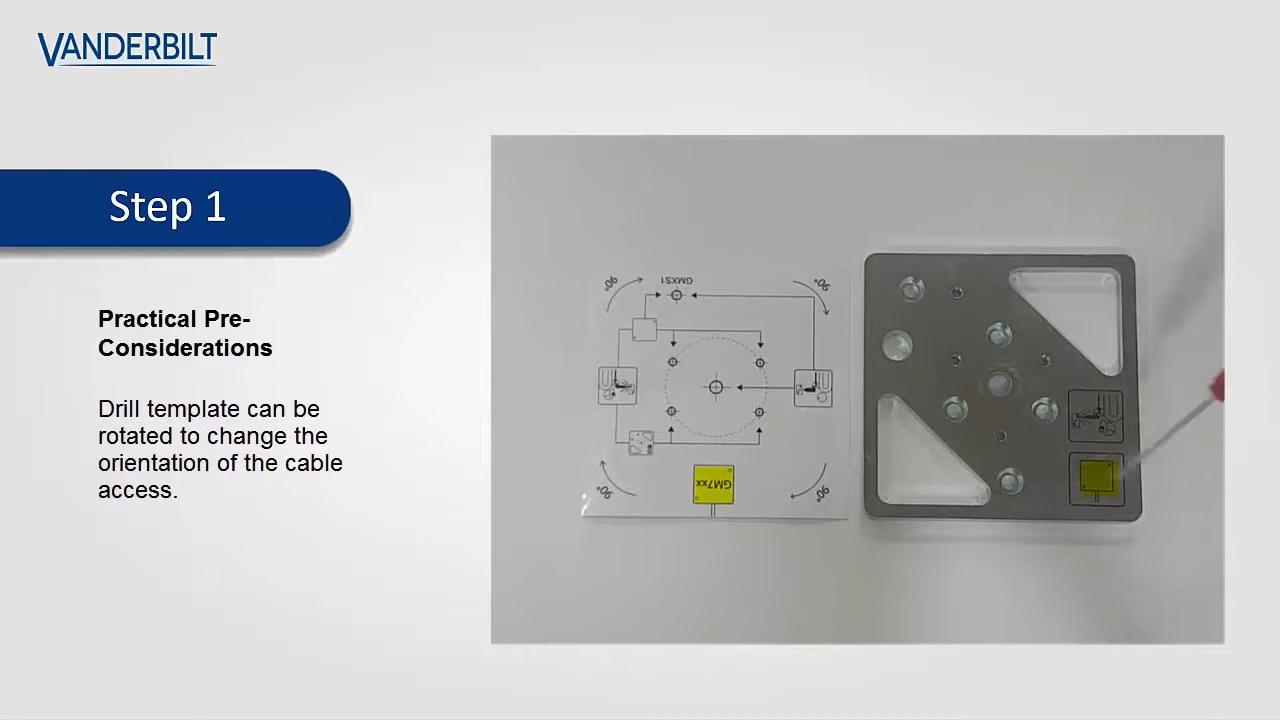 VANDERBILT
Step 1
Practical Pre-
Considerations
Drill template can be
rotated to change the
orientation of the cable
access.
90°
GMXS1
90°
90°
GM7xx
90°